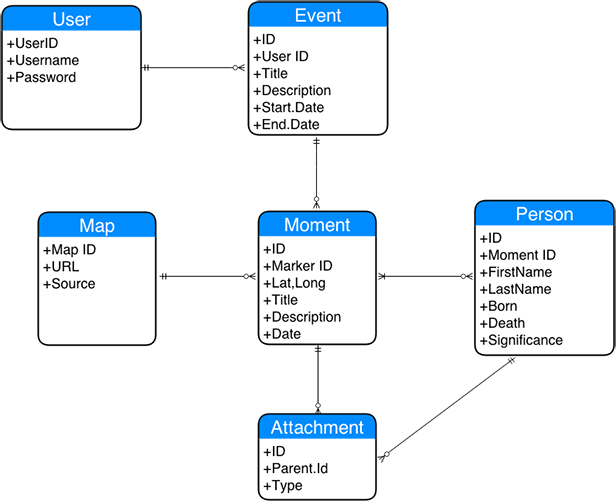 User
+UserID
+Username
+Password
Event
+ID
+User ID
+Title
+Description
+Start.Date
+End.Date
Map
+Map ID
+URL
+Source
Moment
+ID
+Marker ID
+Lat,Long
+Title
+Description
+Date
Person
+ID
+Moment ID
+FirstName
+LastName
+Born
+Death
+Significance
Attachment
+ID
+Parent.Id
+Type